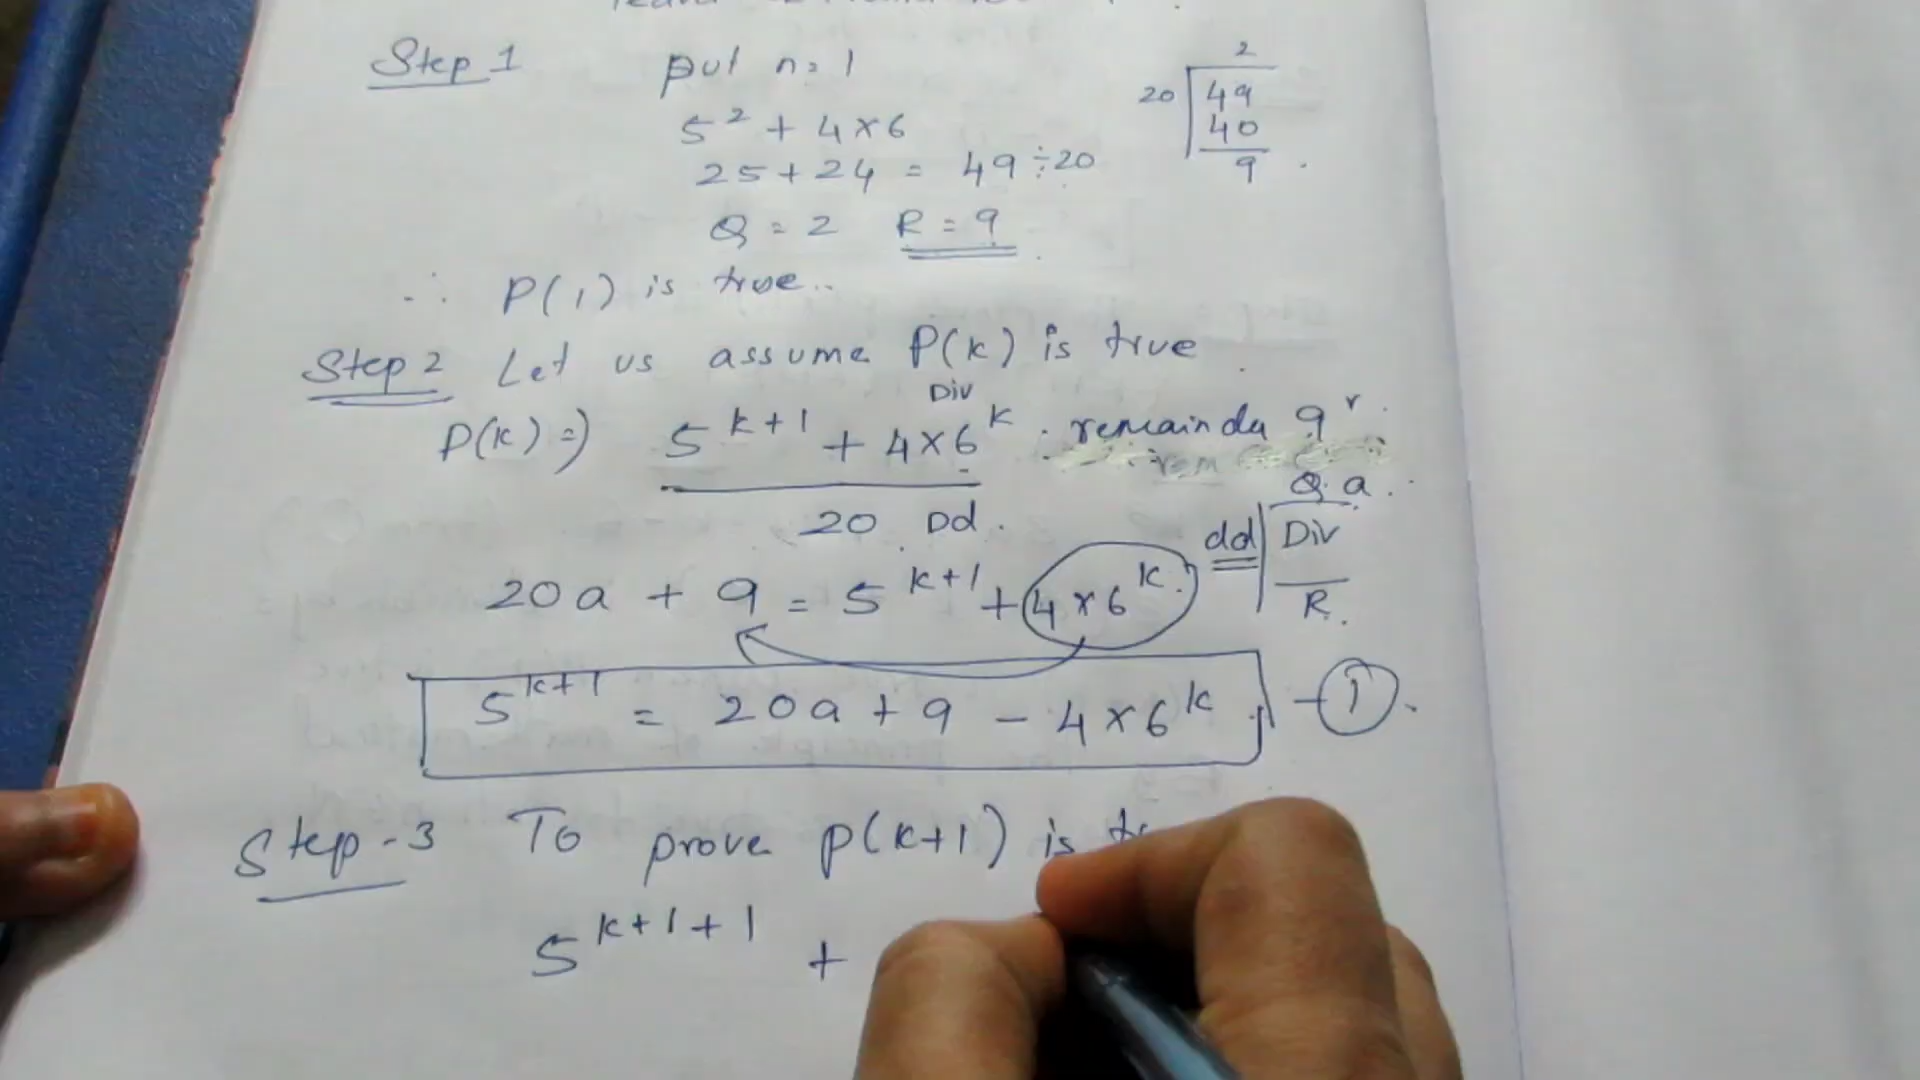 Step 1 put n = 1
5² + 4×6
25 + 24 = 49 ÷ 20
2
20 49
40
9 .
Q = 2 R = 9
∴ P(1) is true..
Step 2 Let us assume P(k) is true
P(k) ⇒ 5^(k+1) + 4×6^k . remainda 9
Div
r
20 Dd.
Q. a.
dd Div
R.
20a + 9 = 5^(k+1) + 4×6^k.
5^(k+1) = 20a + 9 - 4×6^k - ①.
Step-3 To prove p(k+1) is
5^(k+1+1) +